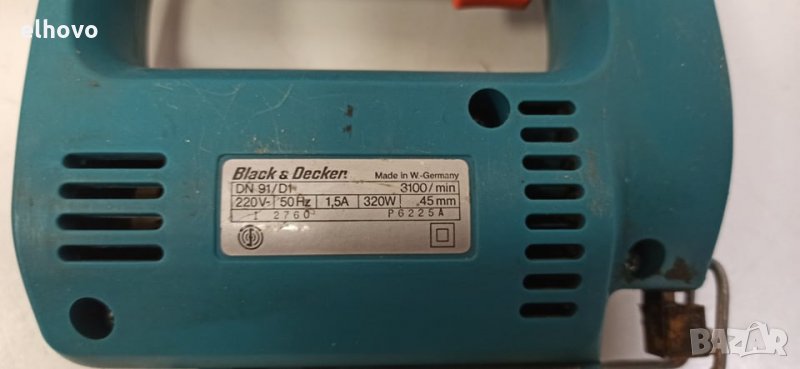 elhovo
Black & Decker. Made in W.-Germany
DN 91/D1 3100/min
220V~ 50Hz 1,5A 320W 45mm
I 2760 P6225A
BAZAR